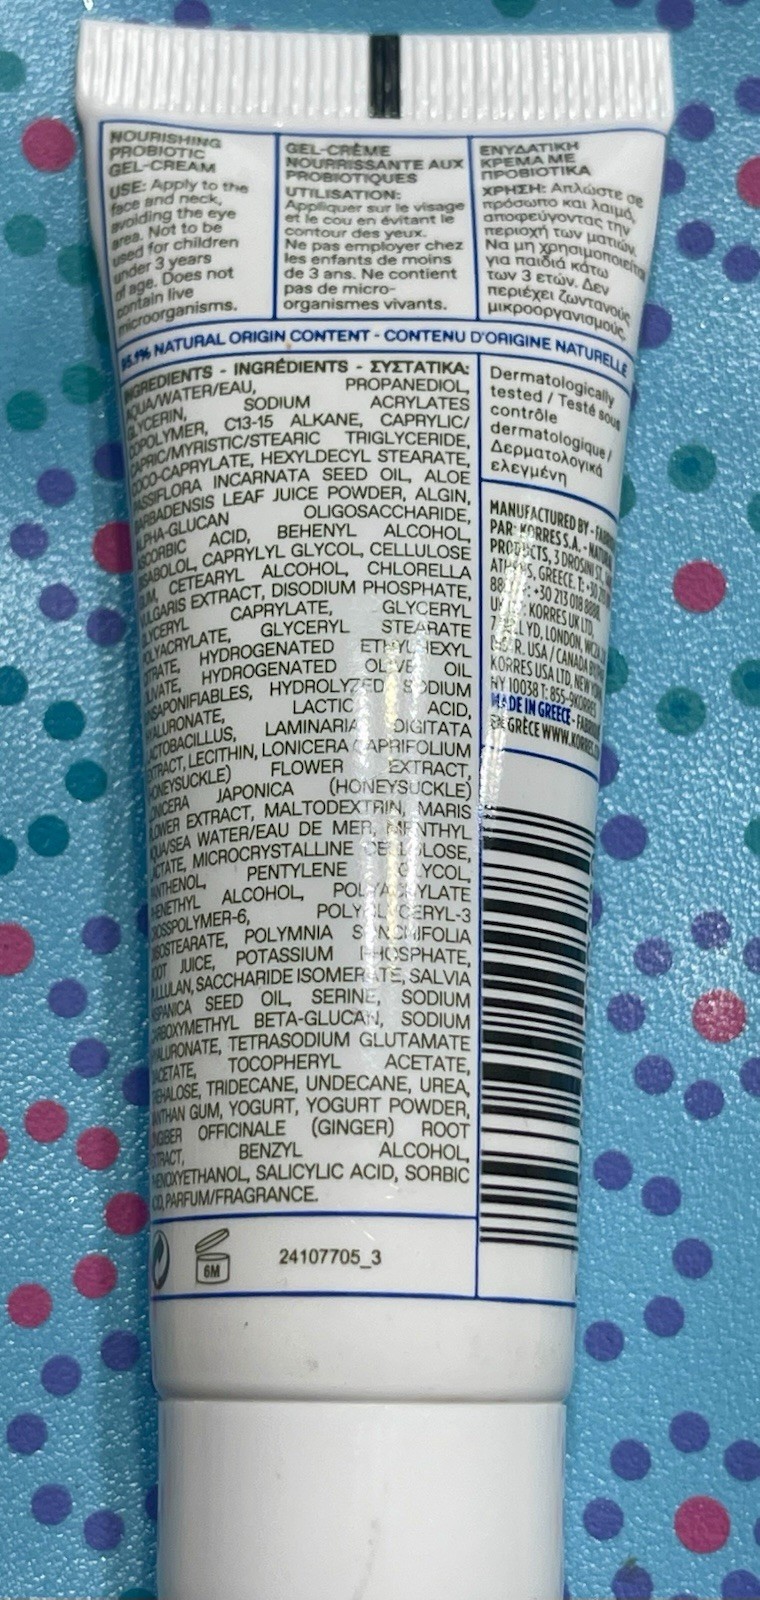 NOURISHING
PROBIOTIC
GEL-CREAM
USE: Apply to the
face and neck,
avoiding the eye
area. Not to be
used for children
under 3 years
of age. Does not
contain live
microorganisms.
GEL-CRÈME
NOURRISSANTE AUX
PROBIOTIQUES
UTILISATION:
Appliquer sur le visage
et le cou en évitant le
contour des yeux.
Ne pas employer chez
les enfants de moins
de 3 ans. Ne contient
pas de micro-
organismes vivants.
ΕΝΥΔΑΤΙΚΗ
ΚΡΕΜΑ ΜΕ
ΠΡΟΒΙΟΤΙΚΑ
ΧΡΗΣΗ: Απλώστε σε
πρόσωπο και λαιμό,
αποφεύγοντας την
περιοχή των ματιών.
Να μη χρησιμοποιείται
για παιδιά κάτω
των 3 ετών. Δεν
περιέχει ζωντανούς
μικροοργανισμούς.
NATURAL ORIGIN CONTENT - CONTENU D'ORIGINE NATURELLE
INGREDIENTS - INGRÉDIENTS - ΣΥΣΤΑΤΙΚΑ:
AQUA/WATER/EAU, PROPANEDIOL,
GLYCERIN, SODIUM ACRYLATES
COPOLYMER, C13-15 ALKANE, CAPRYLIC/
CAPRIC/MYRISTIC/STEARIC TRIGLYCERIDE,
COCO-CAPRYLATE, HEXYLDECYL STEARATE,
PASSIFLORA INCARNATA SEED OIL, ALOE
BARBADENSIS LEAF JUICE POWDER, ALGIN,
ALPHA-GLUCAN OLIGOSACCHARIDE,
ASCORBIC ACID, BEHENYL ALCOHOL,
BISABOLOL, CAPRYLYL GLYCOL, CELLULOSE
GUM, CETEARYL ALCOHOL, CHLORELLA
VULGARIS EXTRACT, DISODIUM PHOSPHATE,
GLYCERYL CAPRYLATE, GLYCERYL
POLYACRYLATE, GLYCERYL STEARATE
CITRATE, HYDROGENATED ETHYLHEXYL
OLIVATE, HYDROGENATED OLIVE OIL
UNSAPONIFIABLES, HYDROLYZED SODIUM
HYALURONATE, LACTIC ACID,
LACTOBACILLUS, LAMINARIA DIGITATA
EXTRACT, LECITHIN, LONICERA CAPRIFOLIUM
(HONEYSUCKLE) FLOWER EXTRACT,
LONICERA JAPONICA (HONEYSUCKLE)
FLOWER EXTRACT, MALTODEXTRIN, MARIS
AQUA/SEA WATER/EAU DE MER, MENTHYL
LACTATE, MICROCRYSTALLINE CELLULOSE,
PANTHENOL, PENTYLENE GLYCOL,
PHENETHYL ALCOHOL, POLYACRYLATE
CROSSPOLYMER-6, POLYGLYCERYL-3
DIISOSTEARATE, POLYMNIA SONCHIFOLIA
ROOT JUICE, POTASSIUM PHOSPHATE,
PULLULAN, SACCHARIDE ISOMERATE, SALVIA
HISPANICA SEED OIL, SERINE, SODIUM
CARBOXYMETHYL BETA-GLUCAN, SODIUM
HYALURONATE, TETRASODIUM GLUTAMATE
DIACETATE, TOCOPHERYL ACETATE,
TREHALOSE, TRIDECANE, UNDECANE, UREA,
XANTHAN GUM, YOGURT, YOGURT POWDER,
ZINGIBER OFFICINALE (GINGER) ROOT
EXTRACT, BENZYL ALCOHOL,
PHENOXYETHANOL, SALICYLIC ACID, SORBIC
ACID, PARFUM/FRAGRANCE.
Dermatologically
tested / Testé sous
contrôle
dermatologique /
Δερματολογικά
ελεγμένη
MANUFACTURED BY -
PAR: KORRES S.A. -
PRODUCTS, 3 DROSINI ST,
ATHENS, GREECE. T:
+30 213 018 8888
KORRES UK LTD,
YD, LONDON,
USA / CANADA
KORRES USA LTD, NEW YORK
NY 10038 T: 855-9KORRES
MADE IN GREECE -
EN GRÈCE WWW.KORRES
6M
24107705_3